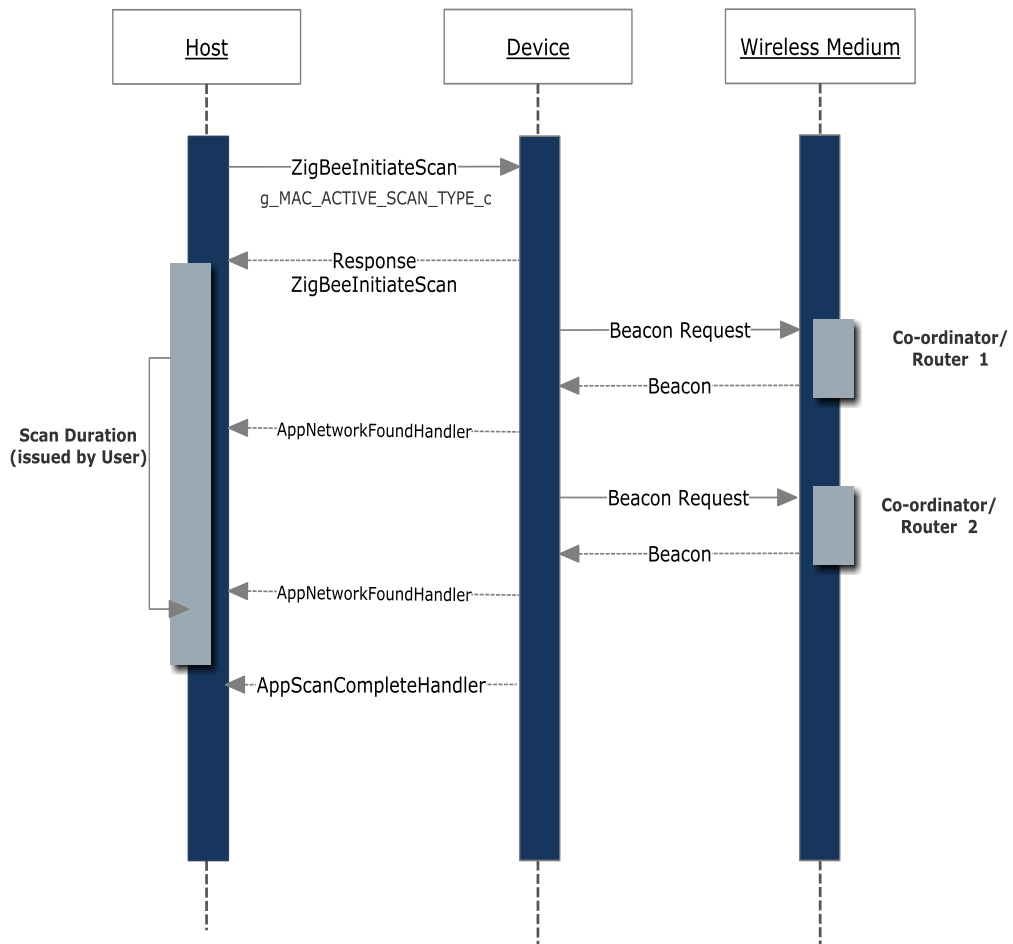 Host
Device
Wireless Medium
ZigBeeInitiateScan
g_MAC_ACTIVE_SCAN_TYPE_c
Response
ZigBeeInitiateScan
Beacon Request
Co-ordinator/
Router 1
Beacon
AppNetworkFoundHandler
Scan Duration
(issued by User)
Beacon Request
Co-ordinator/
Router 2
Beacon
AppNetworkFoundHandler
AppScanCompleteHandler